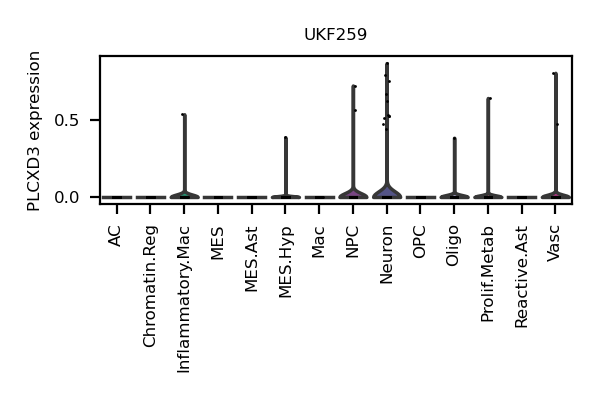 UKF259
PLCXD3 expression
0.5
0.0
AC
Chromatin.Reg
Inflammatory.Mac
MES
MES.Ast
MES.Hyp
Mac
NPC
Neuron
OPC
Oligo
Prolif.Metab
Reactive.Ast
Vasc